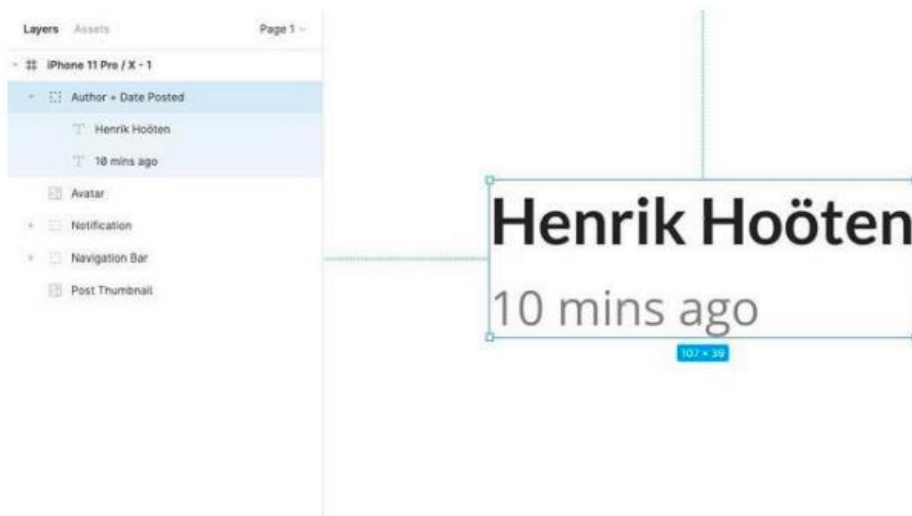 Layers Assets Page 1
iPhone 11 Pro / X - 1
Author + Date Posted
Henrik Hoöten
10 mins ago
Avatar
Notification
Navigation Bar
Post Thumbnail
Henrik Hoöten
10 mins ago
107 × 39